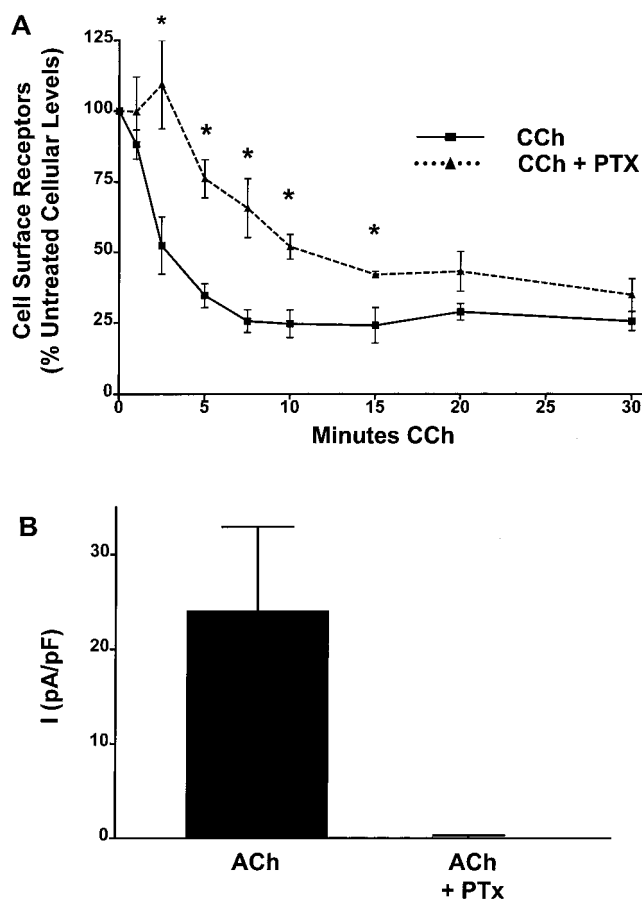 A
Cell Surface Receptors
(% Untreated Cellular Levels)
125
100
75
50
25
0
*
*
*
*
*
CCh
CCh + PTX
0
5
10
15
20
25
30
Minutes CCh
B
I (pA/pF)
30
20
10
0
ACh
ACh
+ PTx